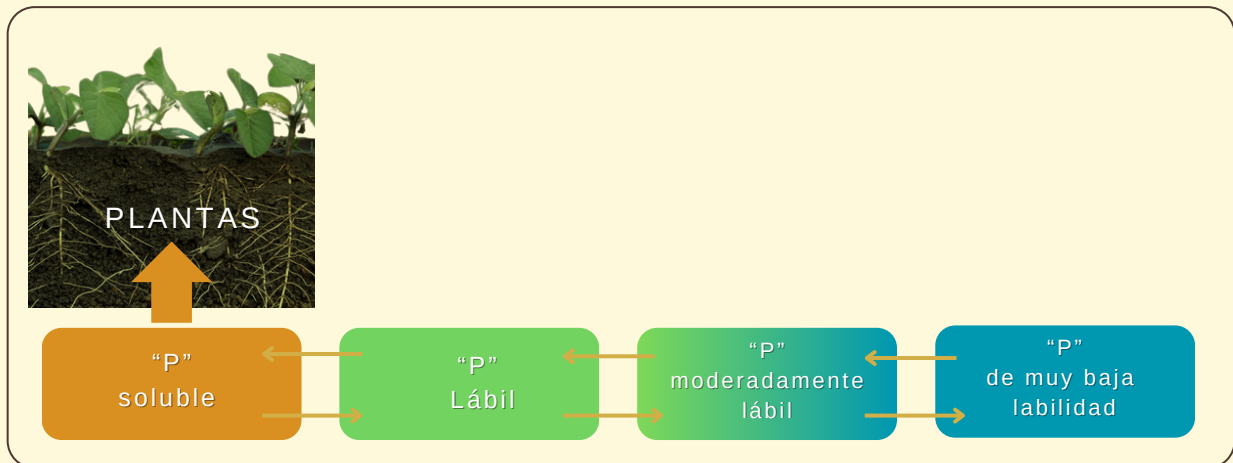 PLANTAS
“P”
soluble
“P”
Lábil
“P”
moderadamente
lábil
“P”
de muy baja
labilidad